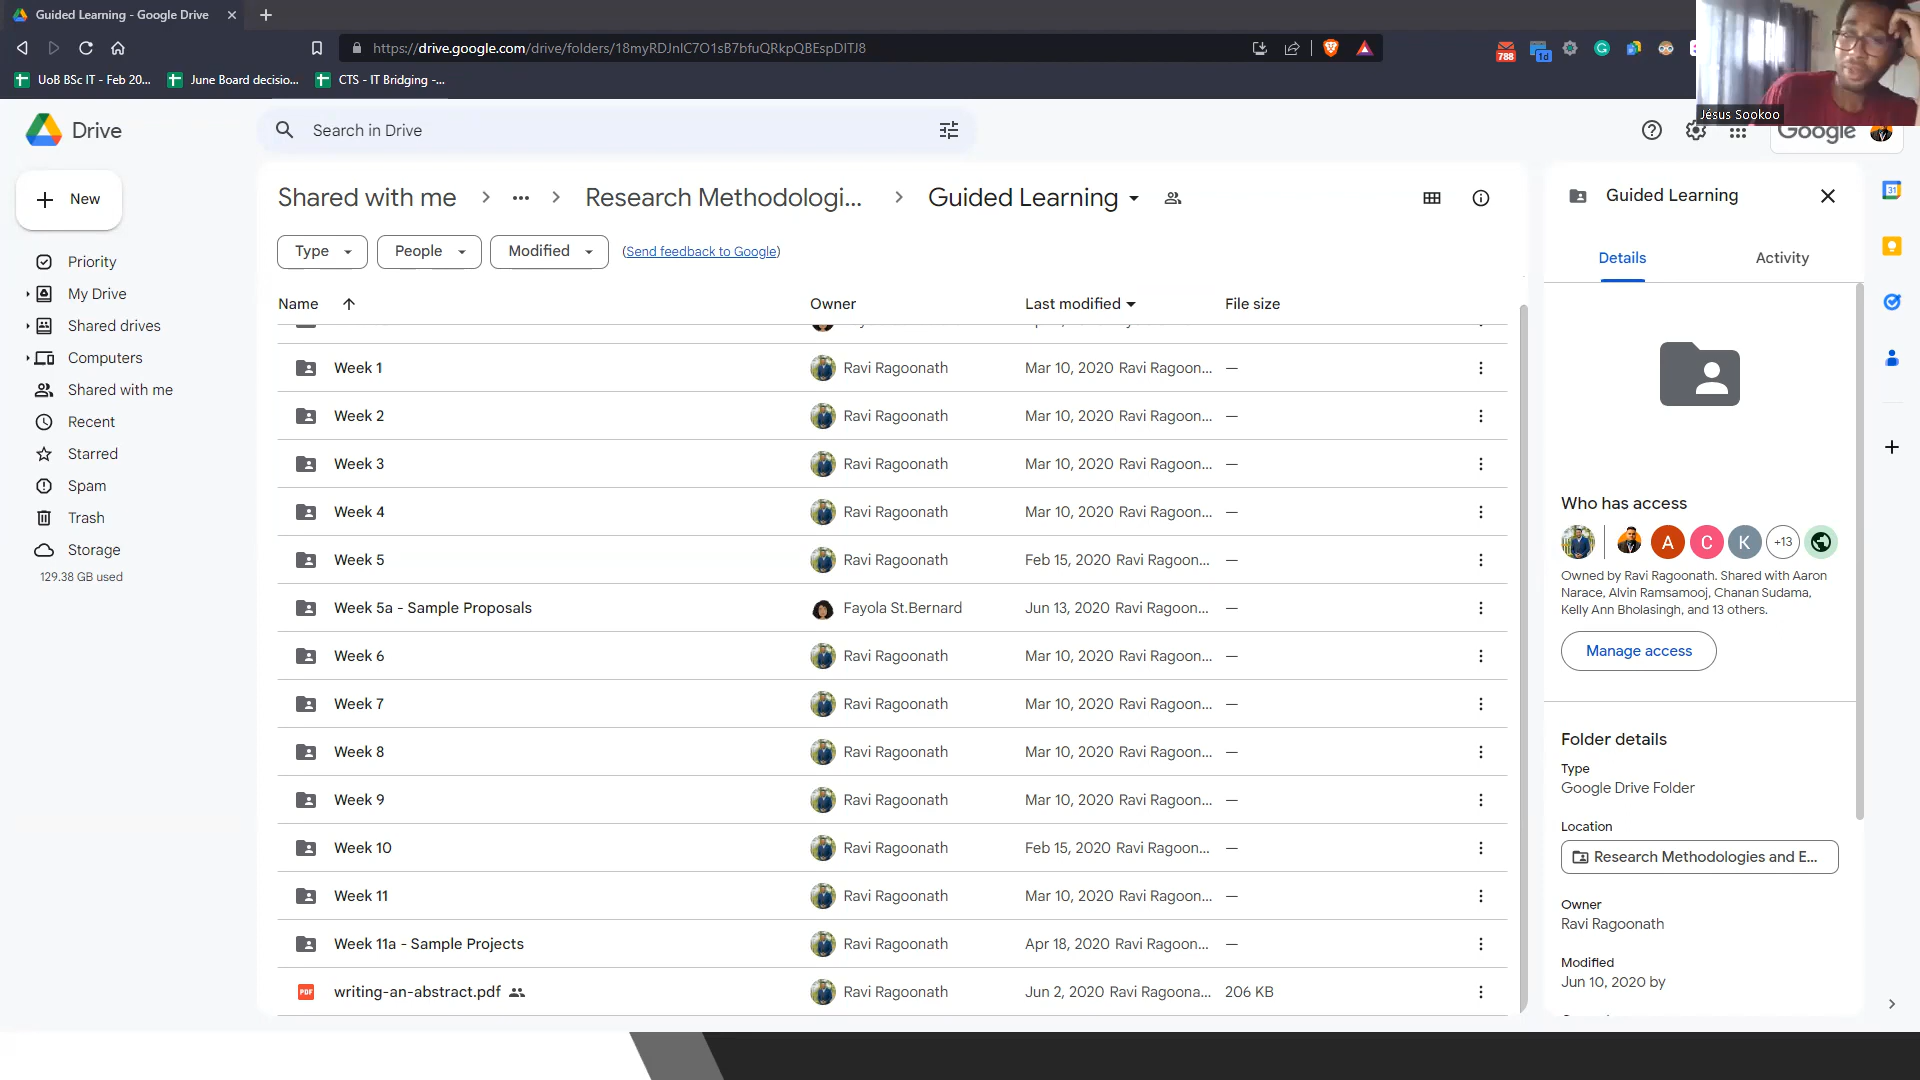 Guided Learning - Google Drive
https://drive.google.com/drive/folders/18myRDJnIC7O1sB7bfuQRkpQBEspDITJ8
788
1d
UoB BSc IT - Feb 20...
June Board decisio...
CTS - IT Bridging -...
Jésus Sookoo
Drive
Search in Drive
Google
New
Shared with me
Research Methodologi...
Guided Learning
Guided Learning
Type
People
Modified
(Send feedback to Google)
Details
Activity
Priority
My Drive
Shared drives
Computers
Shared with me
Recent
Starred
Spam
Trash
Storage
129.38 GB used
Name
Owner
Last modified
File size
Week 1 Ravi Ragoonath Mar 10, 2020 Ravi Ragoon... —
Week 2 Ravi Ragoonath Mar 10, 2020 Ravi Ragoon... —
Week 3 Ravi Ragoonath Mar 10, 2020 Ravi Ragoon... —
Week 4 Ravi Ragoonath Mar 10, 2020 Ravi Ragoon... —
Week 5 Ravi Ragoonath Feb 15, 2020 Ravi Ragoon... —
Week 5a - Sample Proposals Fayola St.Bernard Jun 13, 2020 Ravi Ragoon... —
Week 6 Ravi Ragoonath Mar 10, 2020 Ravi Ragoon... —
Week 7 Ravi Ragoonath Mar 10, 2020 Ravi Ragoon... —
Week 8 Ravi Ragoonath Mar 10, 2020 Ravi Ragoon... —
Week 9 Ravi Ragoonath Mar 10, 2020 Ravi Ragoon... —
Week 10 Ravi Ragoonath Feb 15, 2020 Ravi Ragoon... —
Week 11 Ravi Ragoonath Mar 10, 2020 Ravi Ragoon... —
Week 11a - Sample Projects Ravi Ragoonath Apr 18, 2020 Ravi Ragoon... —
PDF writing-an-abstract.pdf Ravi Ragoonath Jun 2, 2020 Ravi Ragoona... 206 KB
Who has access
A C K +13
Owned by Ravi Ragoonath. Shared with Aaron
Narace, Alvin Ramsamooj, Chanan Sudama,
Kelly Ann Bholasingh, and 13 others.
Manage access
Folder details
Type
Google Drive Folder
Location
Research Methodologies and E...
Owner
Ravi Ragoonath
Modified
Jun 10, 2020 by
31